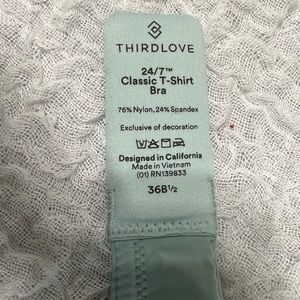 THIRDLOVE
24/7™
Classic T-Shirt
Bra
76% Nylon, 24% Spandex
Exclusive of decoration
Designed in California
Made in Vietnam
(01) RN139833
36B½